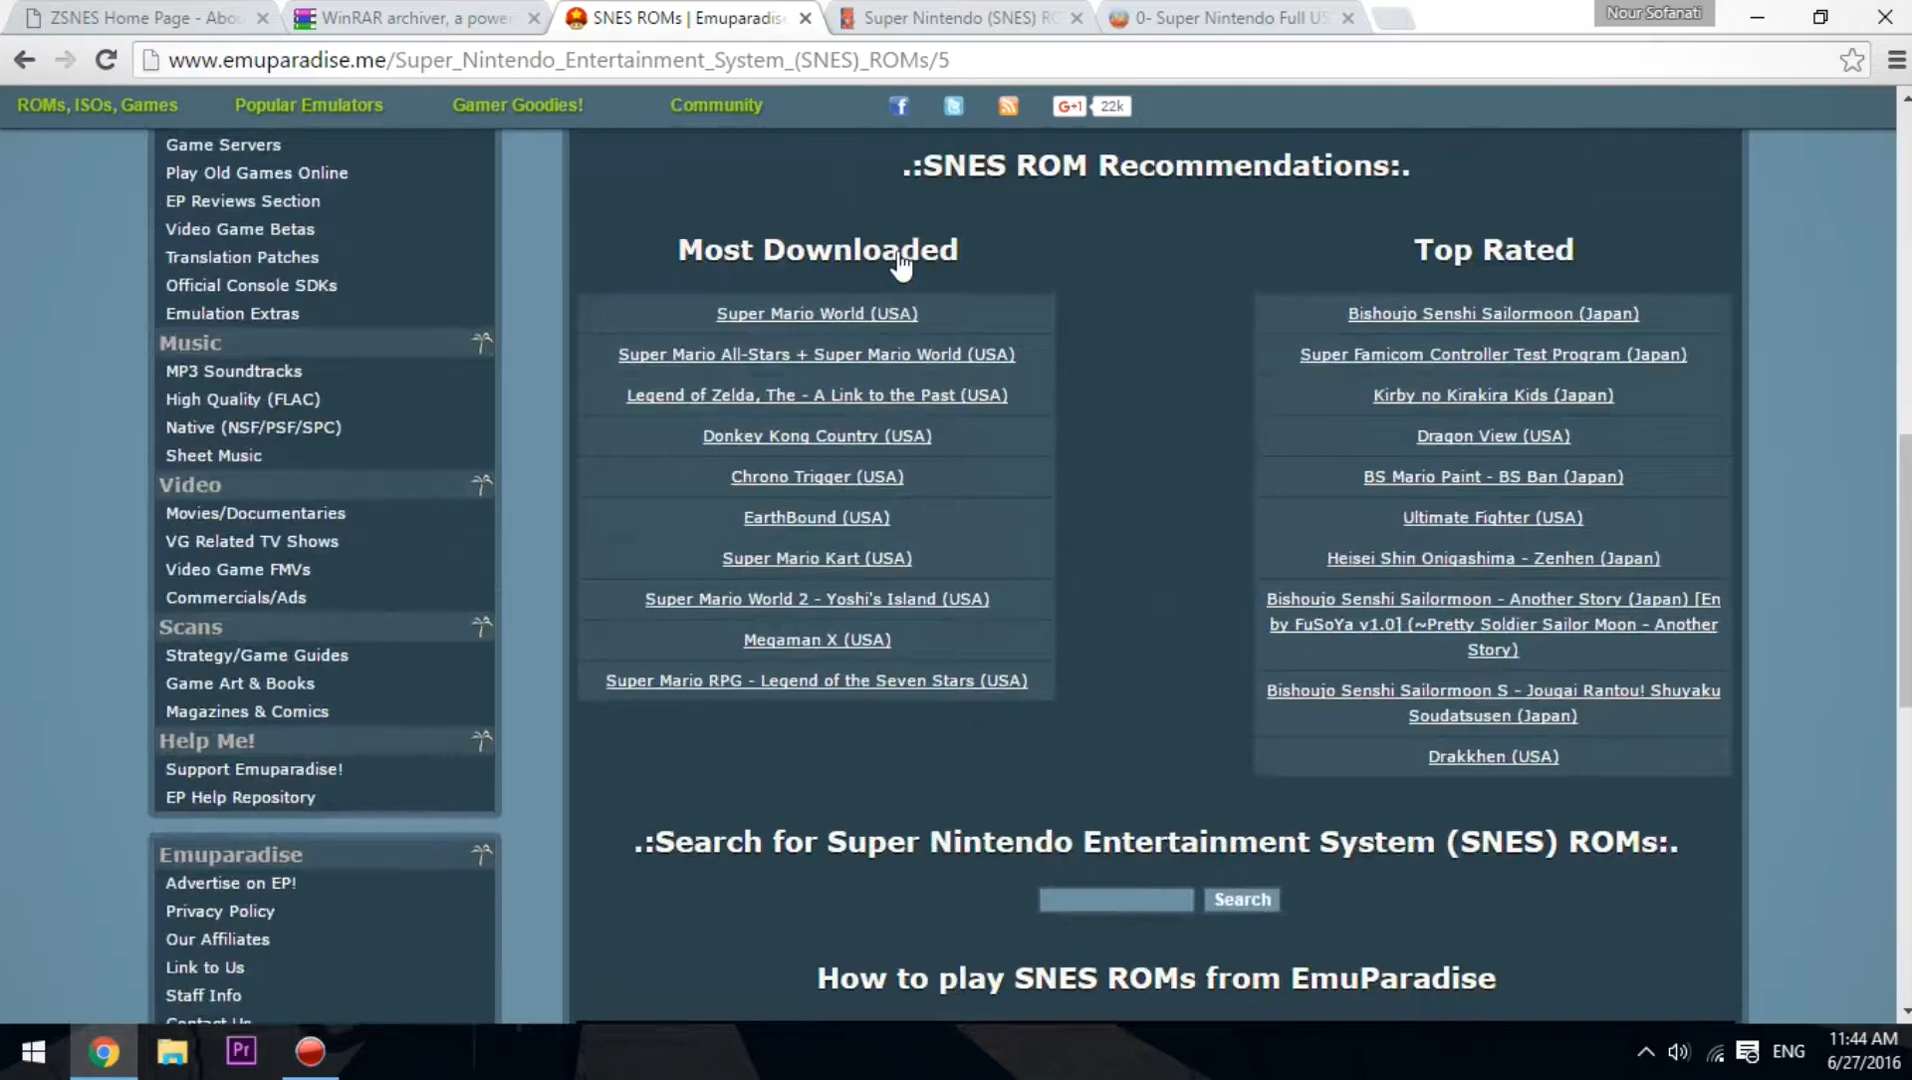 ZSNES Home Page - Abou
WinRAR archiver, a power
SNES ROMs | Emuparadise
Super Nintendo (SNES) RO
0- Super Nintendo Full US
Nour Sofanati
www.emuparadise.me/Super_Nintendo_Entertainment_System_(SNES)_ROMs/5
ROMs, ISOs, Games
Popular Emulators
Gamer Goodies!
Community
G+1
22k
Game Servers
Play Old Games Online
EP Reviews Section
Video Game Betas
Translation Patches
Official Console SDKs
Emulation Extras
Music
MP3 Soundtracks
High Quality (FLAC)
Native (NSF/PSF/SPC)
Sheet Music
Video
Movies/Documentaries
VG Related TV Shows
Video Game FMVs
Commercials/Ads
Scans
Strategy/Game Guides
Game Art & Books
Magazines & Comics
Help Me!
Support Emuparadise!
EP Help Repository
Emuparadise
Advertise on EP!
Privacy Policy
Our Affiliates
Link to Us
Staff Info
Contact Us
.:SNES ROM Recommendations:.
Most Downloaded
Super Mario World (USA)
Super Mario All-Stars + Super Mario World (USA)
Legend of Zelda, The - A Link to the Past (USA)
Donkey Kong Country (USA)
Chrono Trigger (USA)
EarthBound (USA)
Super Mario Kart (USA)
Super Mario World 2 - Yoshi's Island (USA)
Megaman X (USA)
Super Mario RPG - Legend of the Seven Stars (USA)
Top Rated
Bishoujo Senshi Sailormoon (Japan)
Super Famicom Controller Test Program (Japan)
Kirby no Kirakira Kids (Japan)
Dragon View (USA)
BS Mario Paint - BS Ban (Japan)
Ultimate Fighter (USA)
Heisei Shin Onigashima - Zenhen (Japan)
Bishoujo Senshi Sailormoon - Another Story (Japan) [En
by FuSoYa v1.0] (~Pretty Soldier Sailor Moon - Another
Story)
Bishoujo Senshi Sailormoon S - Jougai Rantou! Shuyaku
Soudatsusen (Japan)
Drakkhen (USA)
.:Search for Super Nintendo Entertainment System (SNES) ROMs:.
Search
How to play SNES ROMs from EmuParadise
Pr
ENG
11:44 AM
6/27/2016